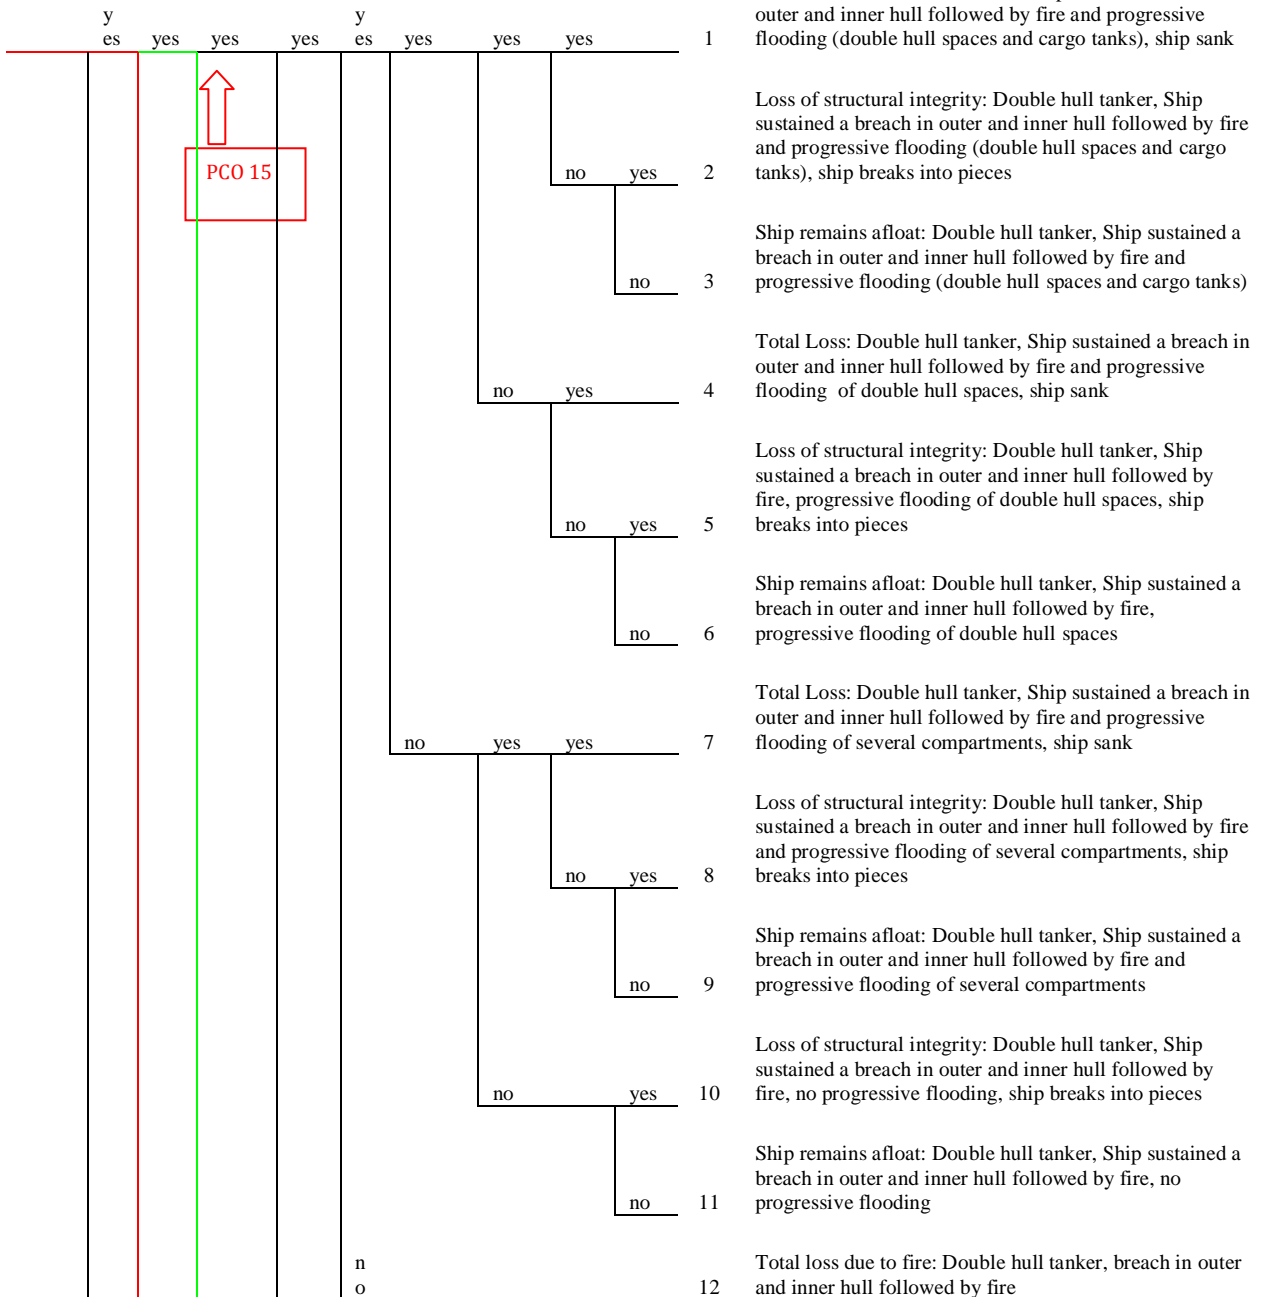 y
es yes yes yes
y
es yes yes yes 1
outer and inner hull followed by fire and progressive
flooding (double hull spaces and cargo tanks), ship sank
PCO 15
Loss of structural integrity: Double hull tanker, Ship
sustained a breach in outer and inner hull followed by fire
and progressive flooding (double hull spaces and cargo
no yes 2 tanks), ship breaks into pieces
Ship remains afloat: Double hull tanker, Ship sustained a
breach in outer and inner hull followed by fire and
no 3 progressive flooding (double hull spaces and cargo tanks)
Total Loss: Double hull tanker, Ship sustained a breach in
outer and inner hull followed by fire and progressive
no yes 4 flooding of double hull spaces, ship sank
Loss of structural integrity: Double hull tanker, Ship
sustained a breach in outer and inner hull followed by
fire, progressive flooding of double hull spaces, ship
no yes 5 breaks into pieces
Ship remains afloat: Double hull tanker, Ship sustained a
breach in outer and inner hull followed by fire,
no 6 progressive flooding of double hull spaces
Total Loss: Double hull tanker, Ship sustained a breach in
outer and inner hull followed by fire and progressive
no yes yes 7 flooding of several compartments, ship sank
Loss of structural integrity: Double hull tanker, Ship
sustained a breach in outer and inner hull followed by fire
and progressive flooding of several compartments, ship
no yes 8 breaks into pieces
Ship remains afloat: Double hull tanker, Ship sustained a
breach in outer and inner hull followed by fire and
no 9 progressive flooding of several compartments
Loss of structural integrity: Double hull tanker, Ship
sustained a breach in outer and inner hull followed by
no yes 10 fire, no progressive flooding, ship breaks into pieces
Ship remains afloat: Double hull tanker, Ship sustained a
breach in outer and inner hull followed by fire, no
no 11 progressive flooding
n Total loss due to fire: Double hull tanker, breach in outer
o 12 and inner hull followed by fire